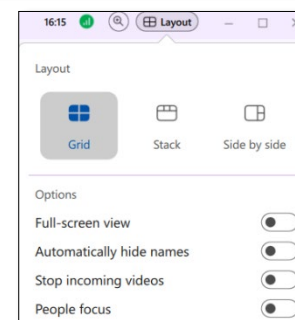 16:15 Layout
Layout
Grid Stack Side by side
Options
Full-screen view
Automatically hide names
Stop incoming videos
People focus